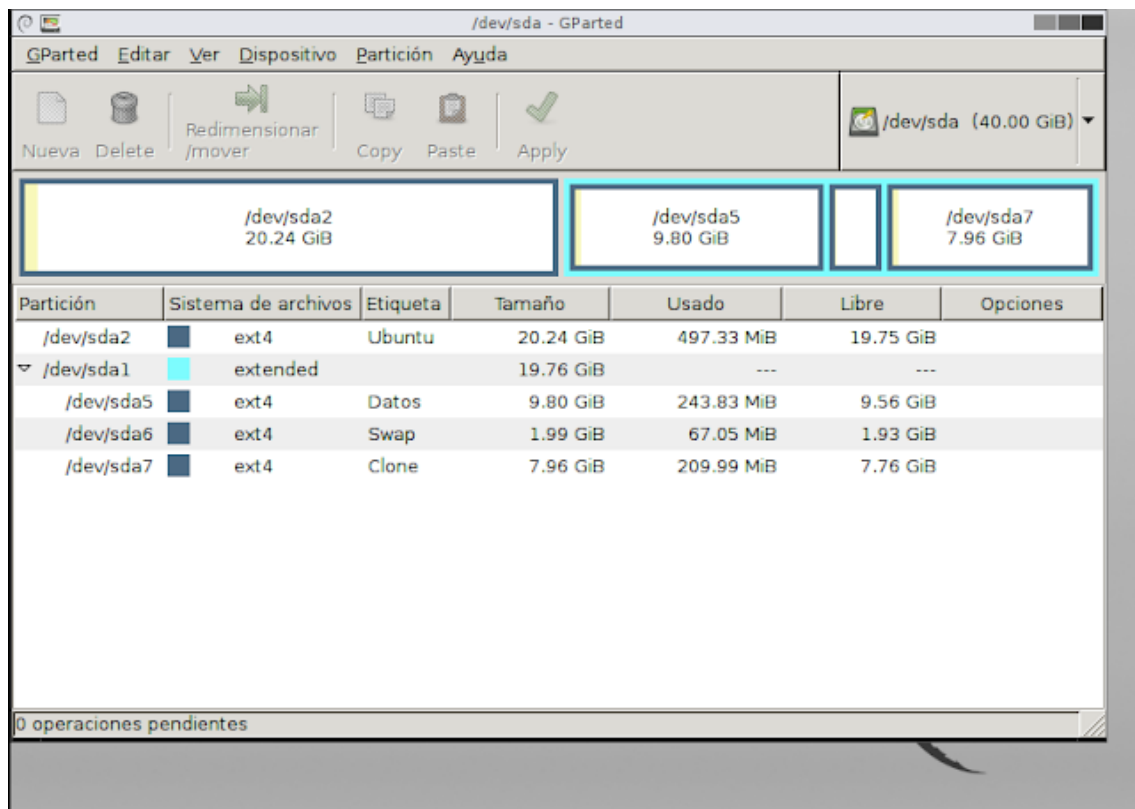 /dev/sda - GParted
GParted Editar Ver Dispositivo Partición Ayuda
Nueva Delete Redimensionar /mover Copy Paste Apply /dev/sda (40.00 GiB)
/dev/sda2
20.24 GiB
/dev/sda5
9.80 GiB
/dev/sda7
7.96 GiB
Partición Sistema de archivos Etiqueta Tamaño Usado Libre Opciones
/dev/sda2 ext4 Ubuntu 20.24 GiB 497.33 MiB 19.75 GiB
/dev/sda1 extended 19.76 GiB --- ---
/dev/sda5 ext4 Datos 9.80 GiB 243.83 MiB 9.56 GiB
/dev/sda6 ext4 Swap 1.99 GiB 67.05 MiB 1.93 GiB
/dev/sda7 ext4 Clone 7.96 GiB 209.99 MiB 7.76 GiB
0 operaciones pendientes